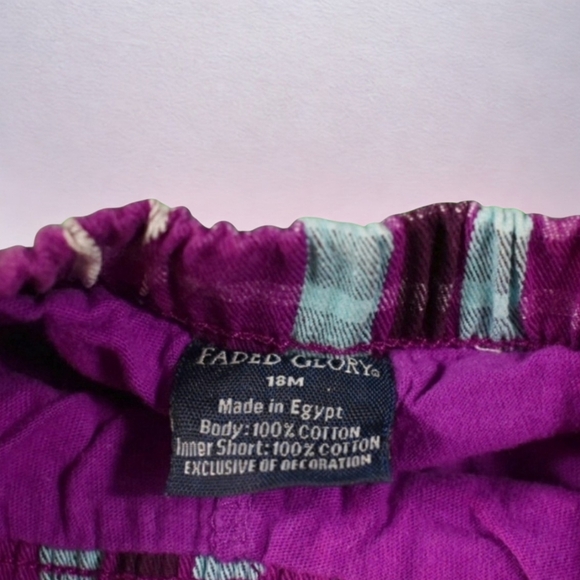 FADED GLORY®
18M
Made in Egypt
Body: 100% COTTON
Inner Short: 100% COTTON
EXCLUSIVE OF DECORATION